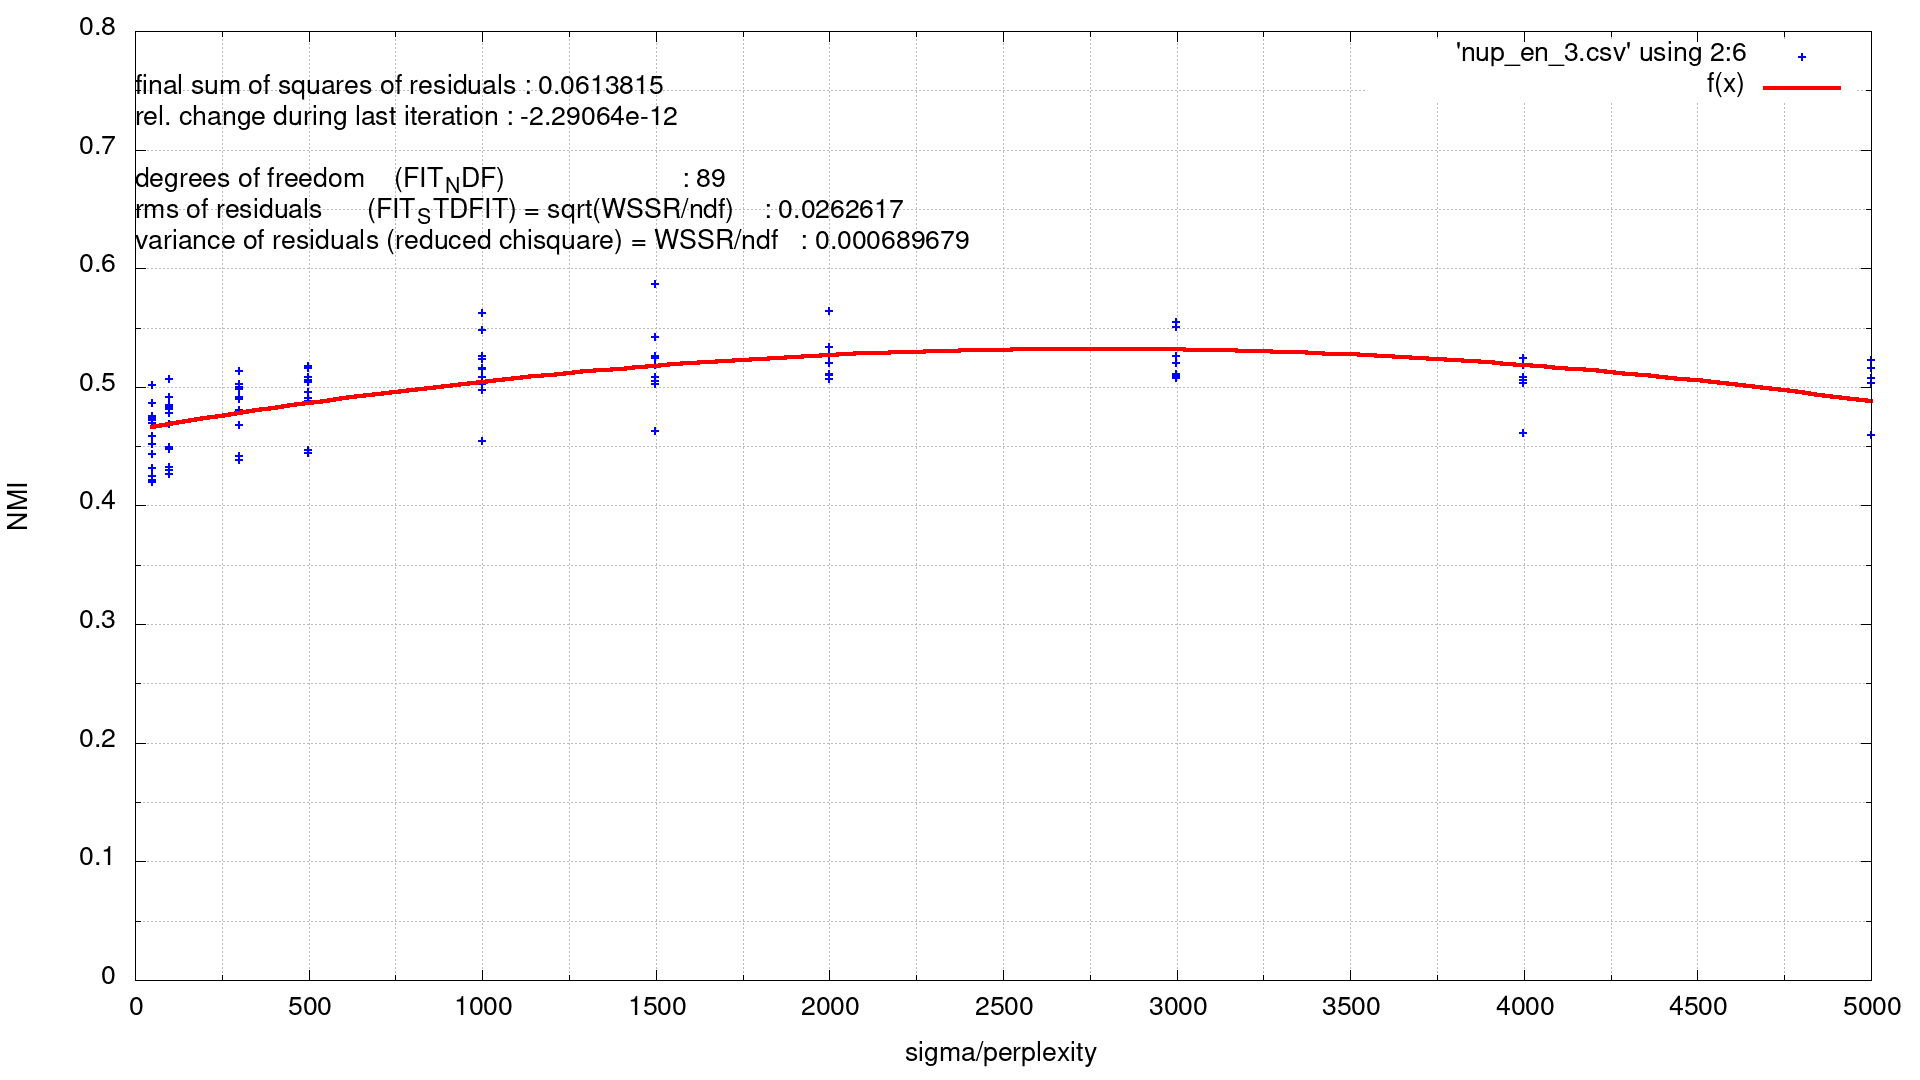 'nup_en_3.csv' using 2:6
f(x)
final sum of squares of residuals : 0.0613815
rel. change during last iteration : -2.29064e-12
degrees of freedom (FIT_NDF) : 89
rms of residuals (FIT_STDFIT) = sqrt(WSSR/ndf) : 0.0262617
variance of residuals (reduced chisquare) = WSSR/ndf : 0.000689679
0.8
0.7
0.6
0.5
0.4
0.3
0.2
0.1
0
NMI
0 500 1000 1500 2000 2500 3000 3500 4000 4500 5000
sigma/perplexity